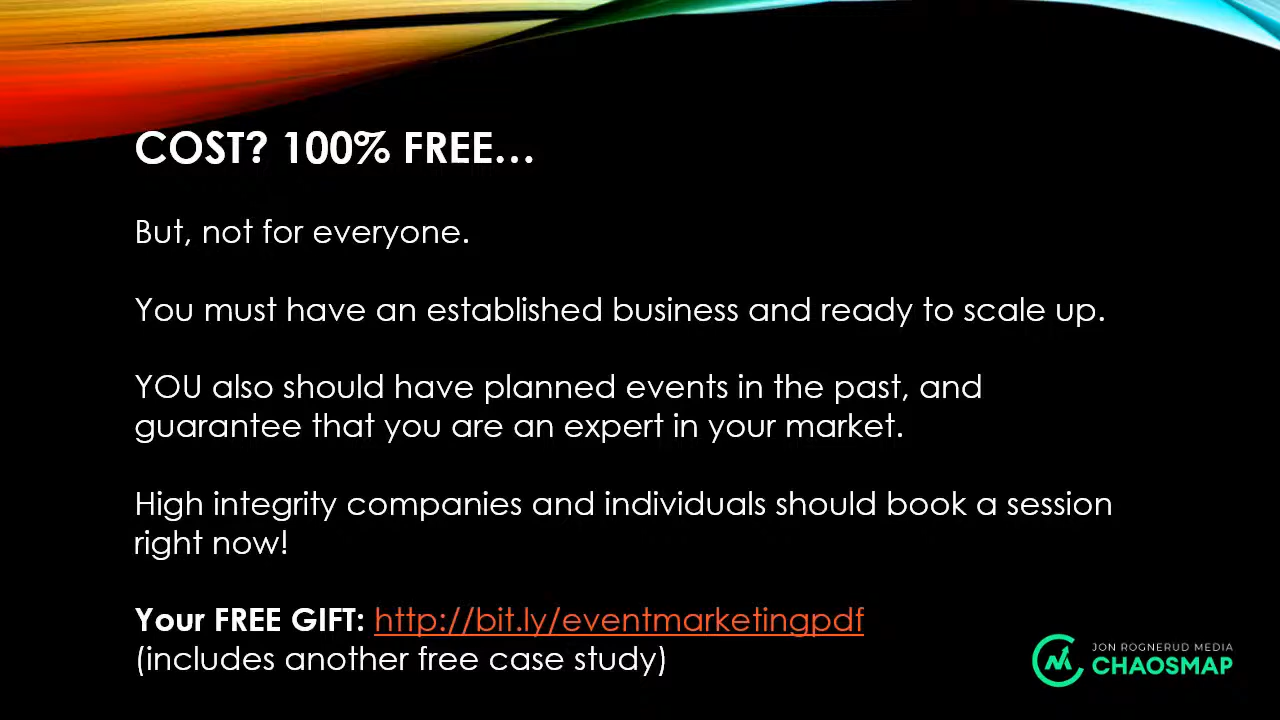 COST? 100% FREE…
But, not for everyone.
You must have an established business and ready to scale up.
YOU also should have planned events in the past, and
guarantee that you are an expert in your market.
High integrity companies and individuals should book a session
right now!
Your FREE GIFT: http://bit.ly/eventmarketingpdf
(includes another free case study)
JON ROGNERUD MEDIA
CHAOSMAP